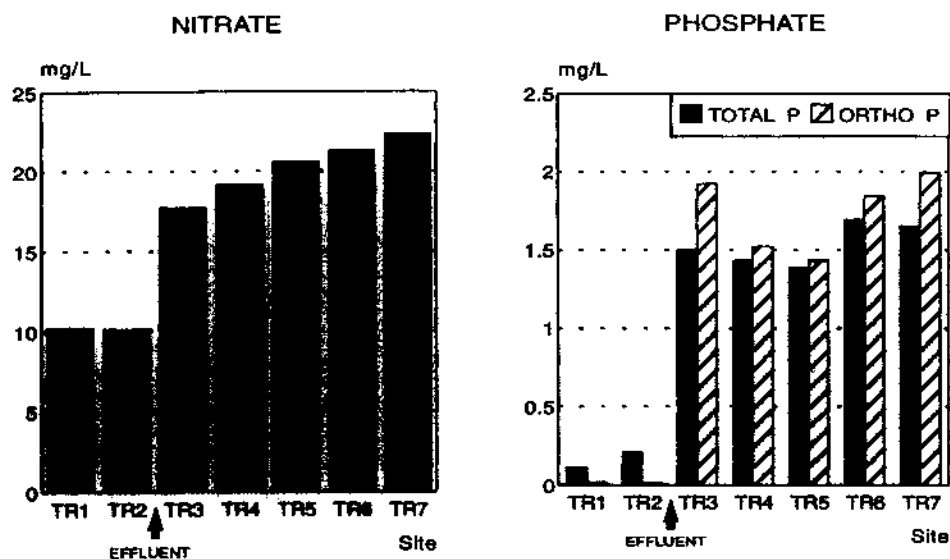 NITRATE
mg/L
25
20
15
10
5
0
TR1 TR2 TR3 TR4 TR5 TR6 TR7
EFFLUENT
Site
PHOSPHATE
mg/L
2.5
2
1.5
1
0.5
0
TOTAL P ORTHO P
TR1 TR2 TR3 TR4 TR5 TR6 TR7
EFFLUENT
Site